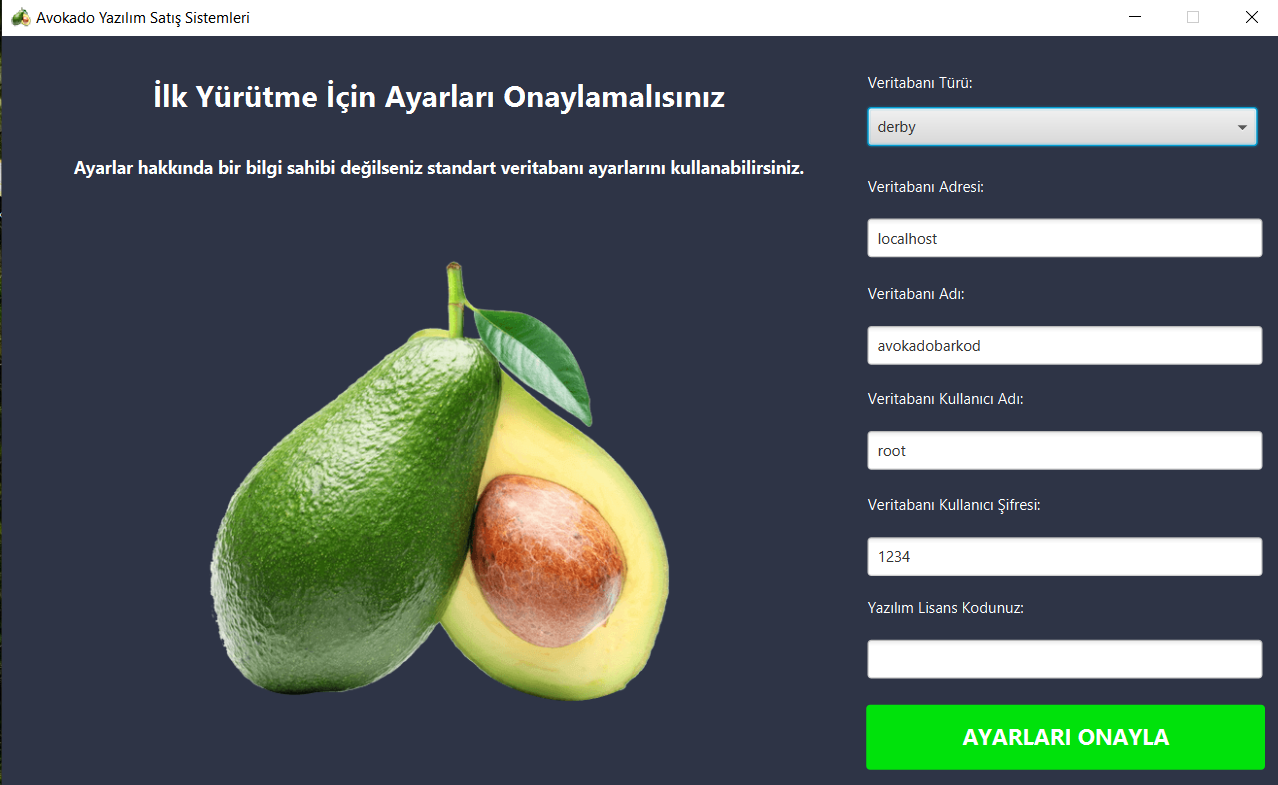 Avokado Yazılım Satış Sistemleri
İlk Yürütme İçin Ayarları Onaylamalısınız
Ayarlar hakkında bir bilgi sahibi değilseniz standart veritabanı ayarlarını kullanabilirsiniz.
Veritabanı Türü:
derby
Veritabanı Adresi:
localhost
Veritabanı Adı:
avokadobarkod
Veritabanı Kullanıcı Adı:
root
Veritabanı Kullanıcı Şifresi:
1234
Yazılım Lisans Kodunuz:
AYARLARI ONAYLA